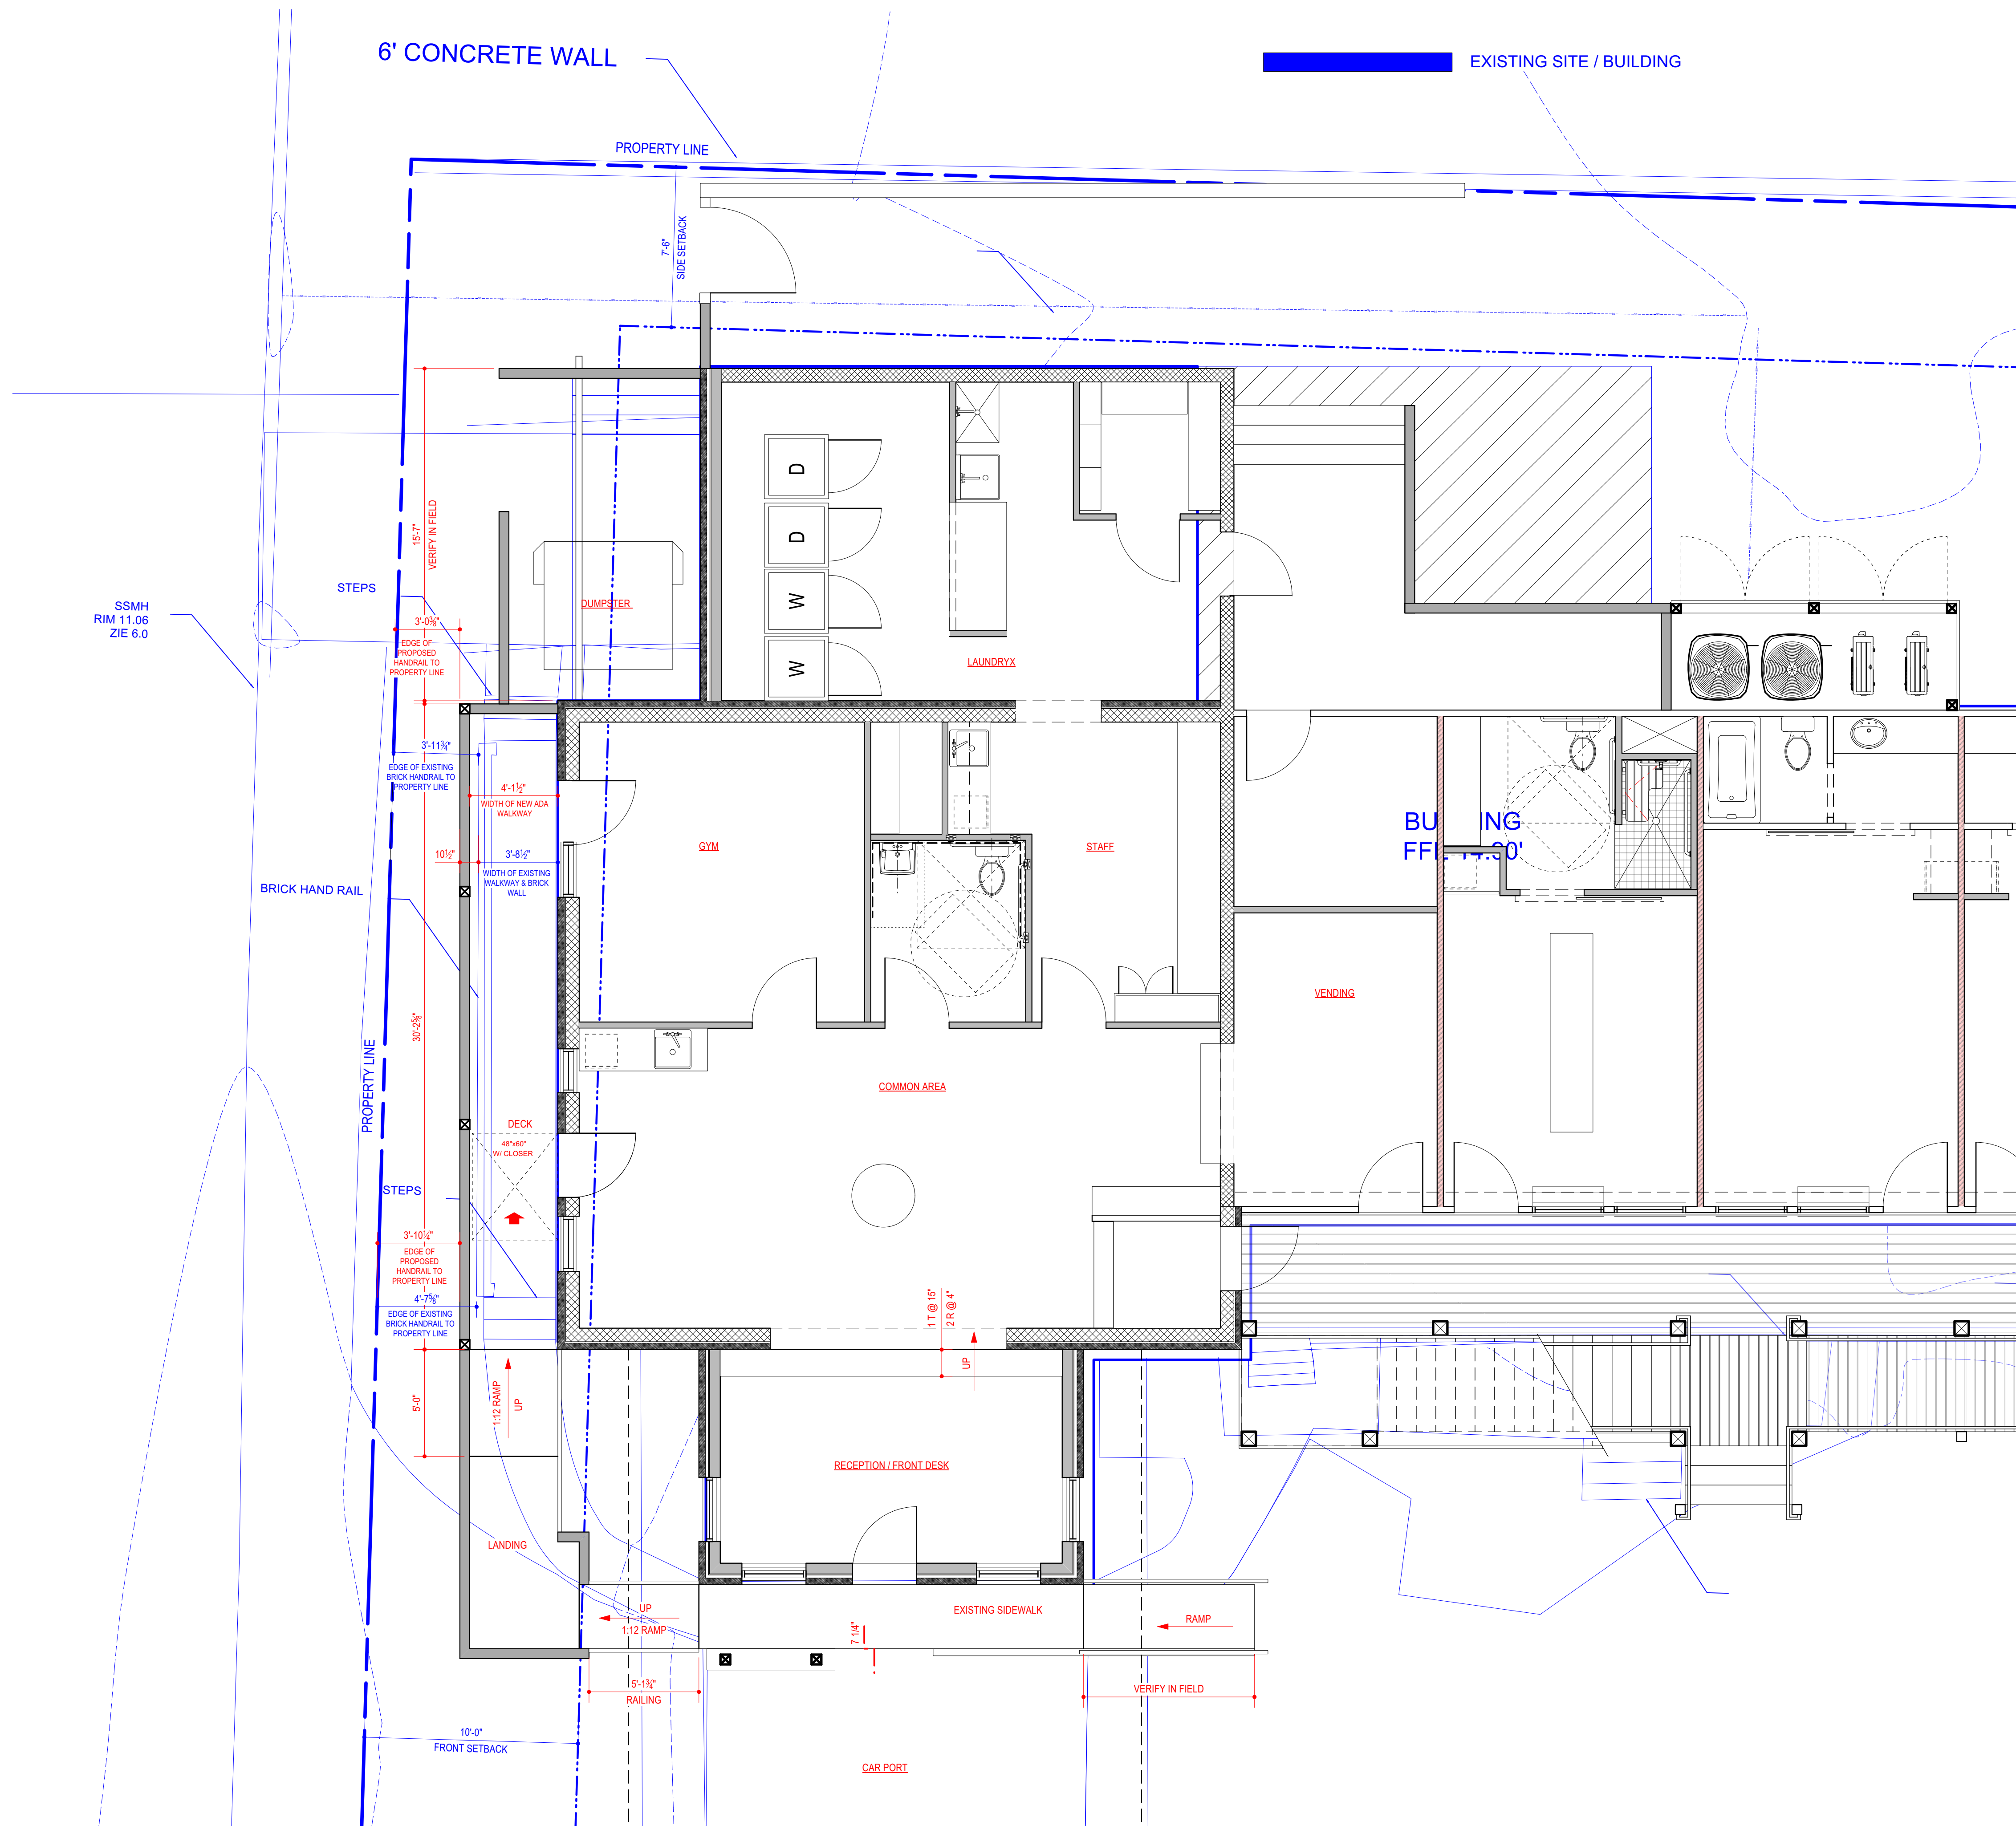 6' CONCRETE WALL
EXISTING SITE / BUILDING
PROPERTY LINE
7'-6"
SIDE SETBACK
15'-7"
VERIFY IN FIELD
D
D
W
W
DUMPSTER
LAUNDRYX
STEPS
SSMH
RIM 11.06
ZIE 6.0
3'-0⅜"
EDGE OF
PROPOSED
HANDRAIL TO
PROPERTY LINE
3'-11¾"
EDGE OF EXISTING
BRICK HANDRAIL TO
PROPERTY LINE
4'-1½"
WIDTH OF NEW ADA
WALKWAY
10½"
3'-8½"
WIDTH OF EXISTING
WALKWAY & BRICK
WALL
BRICK HAND RAIL
GYM
STAFF
VENDING
30'-2⅝"
PROPERTY LINE
COMMON AREA
DECK
48"x60"
W/ CLOSER
STEPS
3'-10¼"
EDGE OF
PROPOSED
HANDRAIL TO
PROPERTY LINE
4'-7⅝"
EDGE OF EXISTING
BRICK HANDRAIL TO
PROPERTY LINE
1 T @ 15"
2 R @ 4"
UP
5'-0"
1:12 RAMP
UP
RECEPTION / FRONT DESK
LANDING
UP
1:12 RAMP
EXISTING SIDEWALK
7 1/4"
RAMP
5'-1¾"
RAILING
VERIFY IN FIELD
10'-0"
FRONT SETBACK
CAR PORT